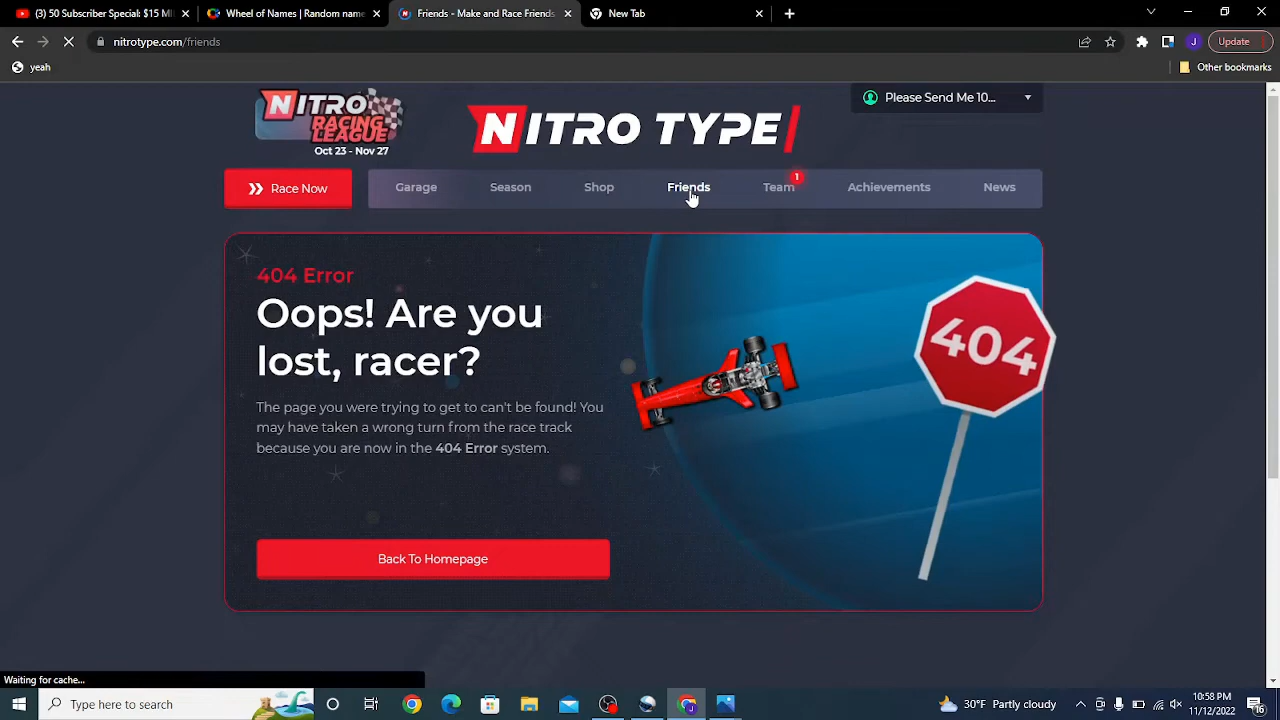 3) 50 Subscriber Special $15 MI
Wheel of Names | Random name
Friends - Make and Race Friends
New Tab
nitrotype.com/friends
J
Update
yeah
Other bookmarks
NITRO
RACING
LEAGUE
Oct 23 - Nov 27
NITRO TYPE
Please Send Me 10...
Race Now
Garage
Season
Shop
Friends
Team
1
Achievements
News
404 Error
Oops! Are you
lost, racer?
The page you were trying to get to can't be found! You
may have taken a wrong turn from the race track
because you are now in the 404 Error system.
404
Back To Homepage
Waiting for cache...
Type here to search
30°F Partly cloudy
10:58 PM
11/12/2022